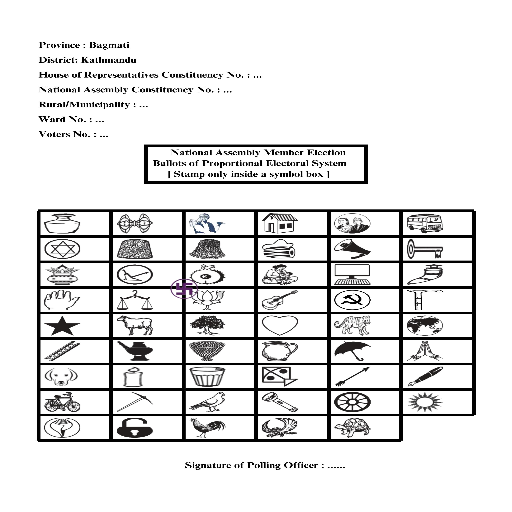 Province : Bagmati
District: Kathmandu
House of Representatives Constituency No. : ...
National Assembly Constituency No. : ...
Rural/Municipality : ...
Ward No. : ...
Voters No. : ...
National Assembly Member Election
Ballots of Proportional Electoral System
[ Stamp only inside a symbol box ]
Signature of Polling Officer : ......